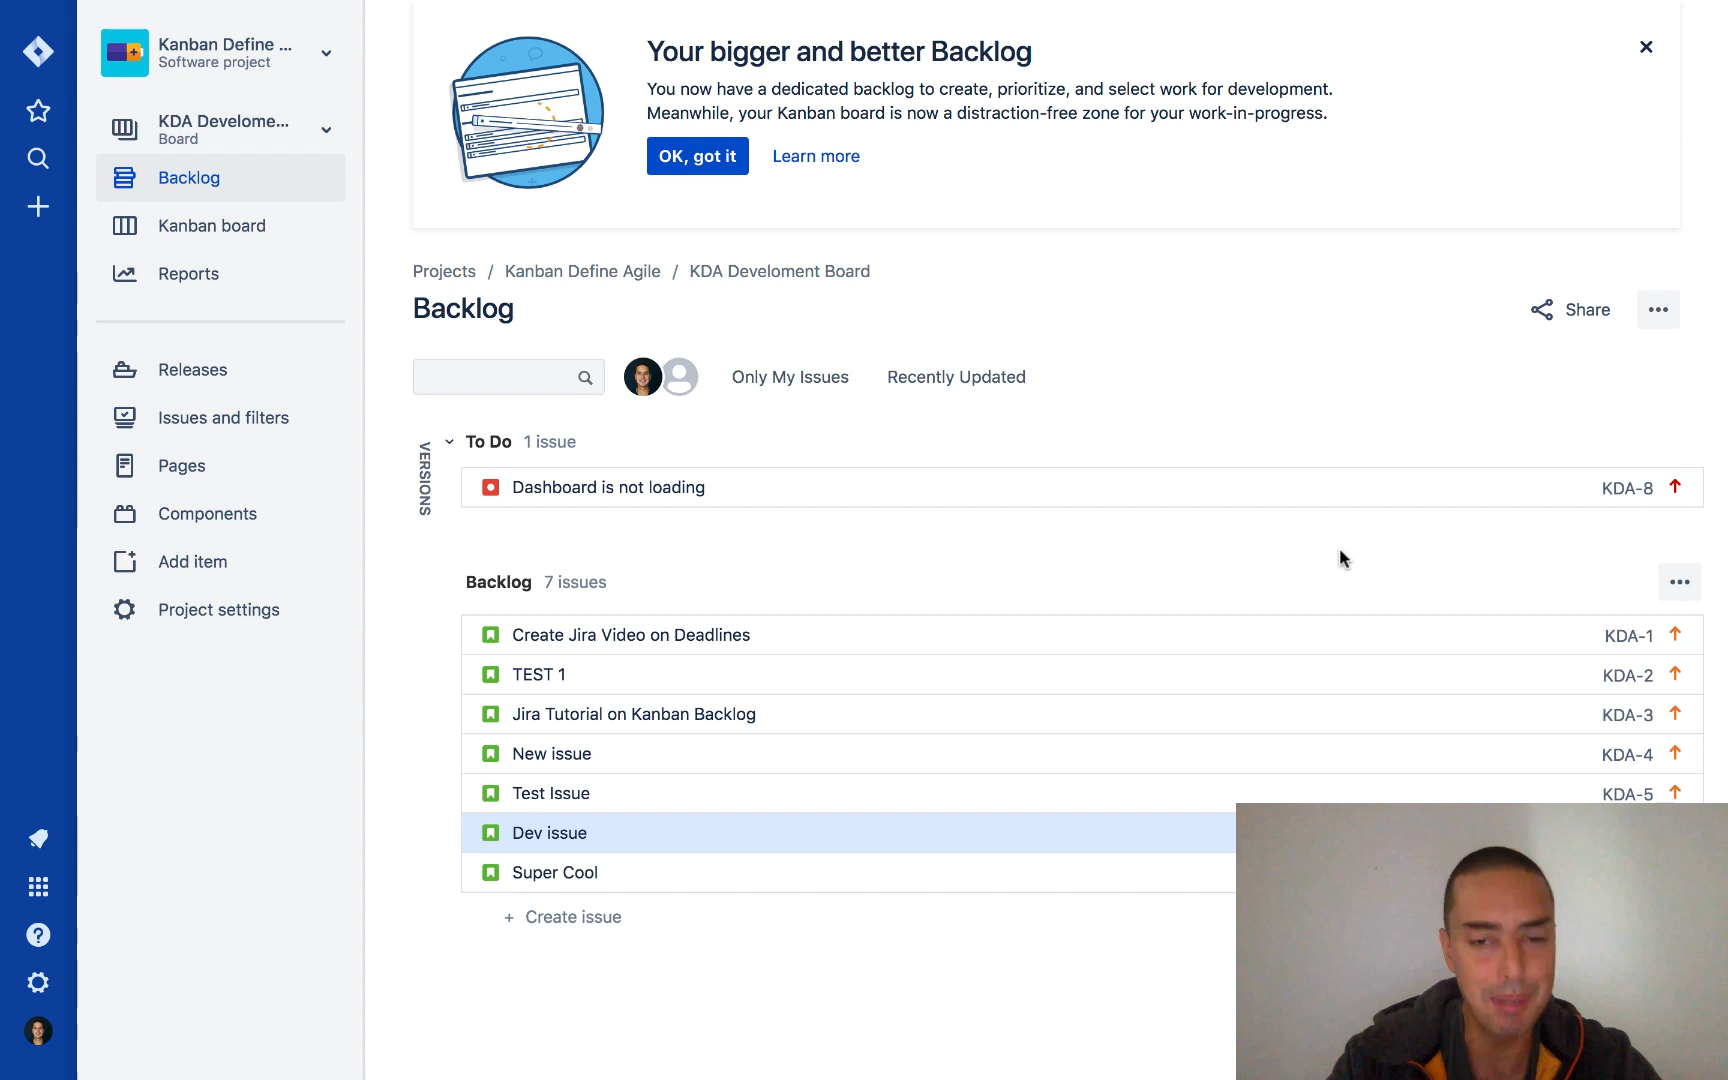 Kanban Define ...
Software project
KDA Develome...
Board
Backlog
Kanban board
Reports
Releases
Issues and filters
Pages
Components
Add item
Project settings
Your bigger and better Backlog
You now have a dedicated backlog to create, prioritize, and select work for development.
Meanwhile, your Kanban board is now a distraction-free zone for your work-in-progress.
OK, got it
Learn more
Projects / Kanban Define Agile / KDA Develoment Board
Backlog
Share
Only My Issues
Recently Updated
VERSIONS
To Do 1 issue
Dashboard is not loading KDA-8
Backlog 7 issues
Create Jira Video on Deadlines KDA-1
TEST 1 KDA-2
Jira Tutorial on Kanban Backlog KDA-3
New issue KDA-4
Test Issue KDA-5
Dev issue
Super Cool
+ Create issue